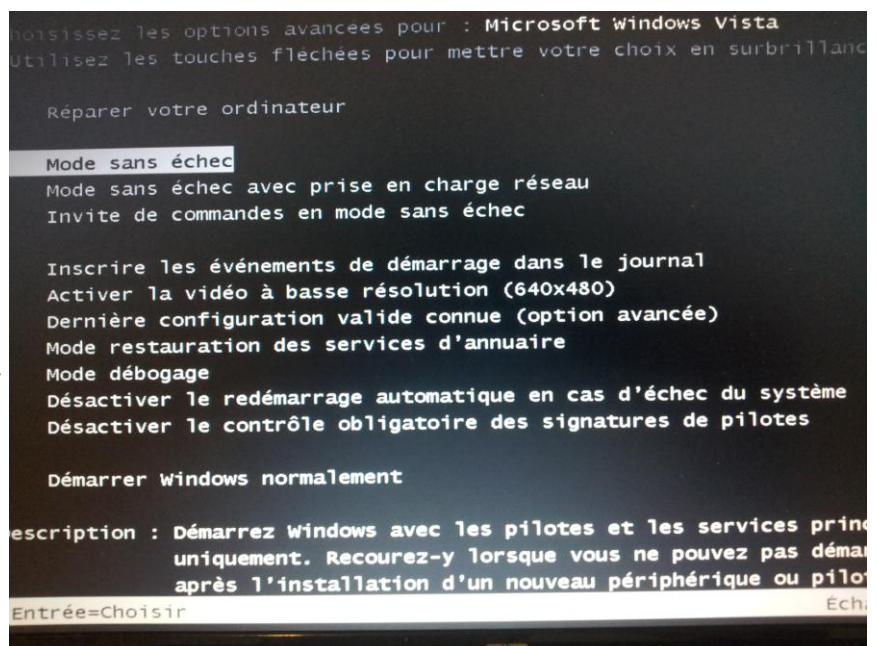 hoisissez les options avancées pour : Microsoft Windows Vista
Utilisez les touches fléchées pour mettre votre choix en surbrillanc
Réparer votre ordinateur
Mode sans échec
Mode sans échec avec prise en charge réseau
Invite de commandes en mode sans échec
Inscrire les événements de démarrage dans le journal
Activer la vidéo à basse résolution (640x480)
Dernière configuration valide connue (option avancée)
Mode restauration des services d'annuaire
Mode débogage
Désactiver le redémarrage automatique en cas d'échec du système
Désactiver le contrôle obligatoire des signatures de pilotes
Démarrer Windows normalement
escription : Démarrez Windows avec les pilotes et les services princ
uniquement. Recourez-y lorsque vous ne pouvez pas démar
après l'installation d'un nouveau périphérique ou pilot
Entrée=Choisir Écha